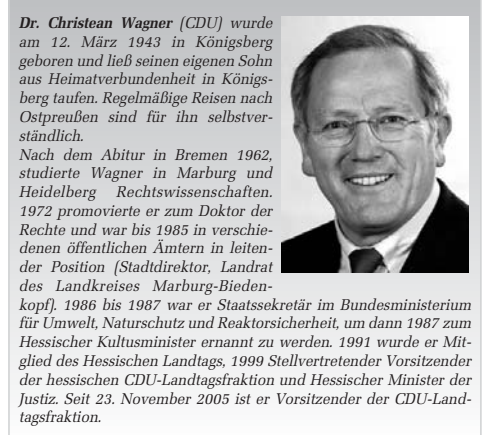 Dr. Christean Wagner (CDU) wurde
am 12. März 1943 in Königsberg
geboren und ließ seinen eigenen Sohn
aus Heimatverbundenheit in Königs-
berg taufen. Regelmäßige Reisen nach
Ostpreußen sind für ihn selbstver-
ständlich.
Nach dem Abitur in Bremen 1962,
studierte Wagner in Marburg und
Heidelberg Rechtswissenschaften.
1972 promovierte er zum Doktor der
Rechte und war bis 1985 in verschie-
denen öffentlichen Ämtern in leiten-
der Position (Stadtdirektor, Landrat
des Landkreises Marburg-Bieden-
kopf). 1986 bis 1987 war er Staatssekretär im Bundesministerium
für Umwelt, Naturschutz und Reaktorsicherheit, um dann 1987 zum
Hessischer Kultusminister ernannt zu werden. 1991 wurde er Mit-
glied des Hessischen Landtags, 1999 Stellvertretender Vorsitzender
der hessischen CDU-Landtagsfraktion und Hessischer Minister der
Justiz. Seit 23. November 2005 ist er Vorsitzender der CDU-Land-
tagsfraktion.